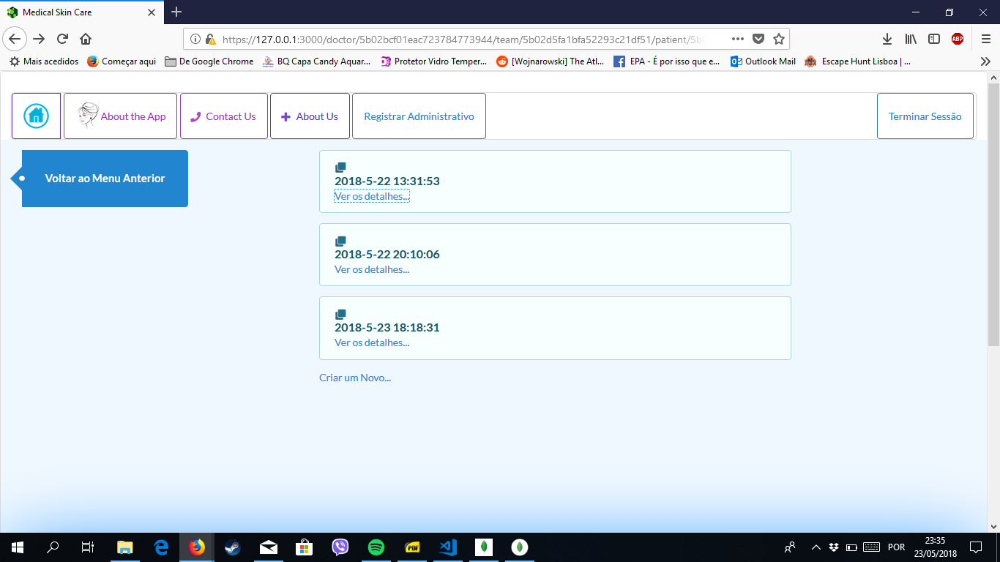 Medical Skin Care
https://127.0.0.1:3000/doctor/5b02bcf01eac723784773944/team/5b02d5fa1bfa52293c21df51/patient/5b
ABP
Mais acedidos Começar aqui De Google Chrome BQ Capa Candy Aquar... Protetor Vidro Temper... [Wojnarowski] The Atl... EPA - É por isso que e... Outlook Mail Escape Hunt Lisboa | ...
About the App Contact Us About Us Registrar Administrativo Terminar Sessão
Voltar ao Menu Anterior
2018-5-22 13:31:53
Ver os detalhes...
2018-5-22 20:10:06
Ver os detalhes...
2018-5-23 18:18:31
Ver os detalhes...
Criar um Novo...
PDF
POR
23:35
23/05/2018